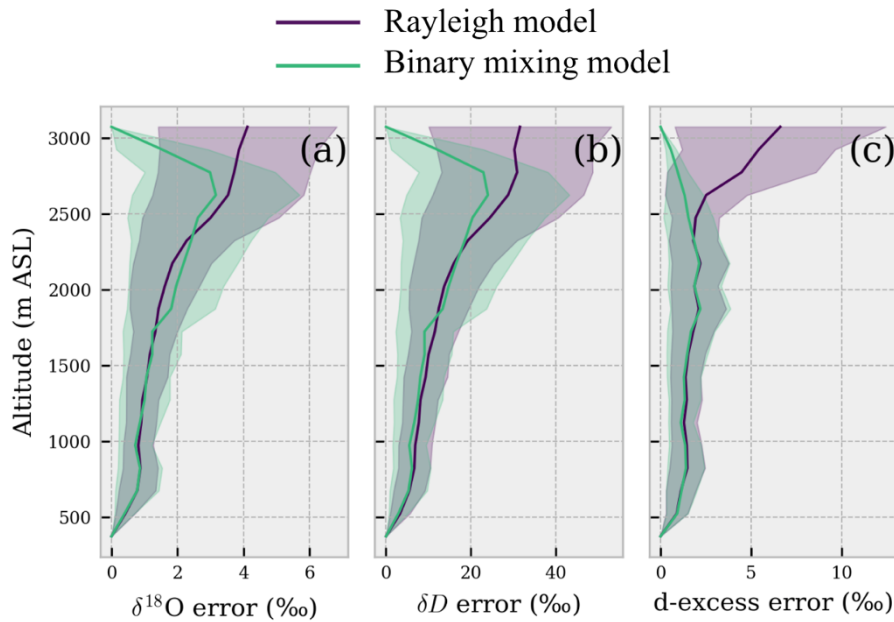 Rayleigh model
Binary mixing model
(a) (b) (c)
Altitude (m ASL)
3000
2500
2000
1500
1000
500
0 2 4 6
0 20 40
0 5 10
δ¹⁸O error (‰)
δD error (‰)
d-excess error (‰)